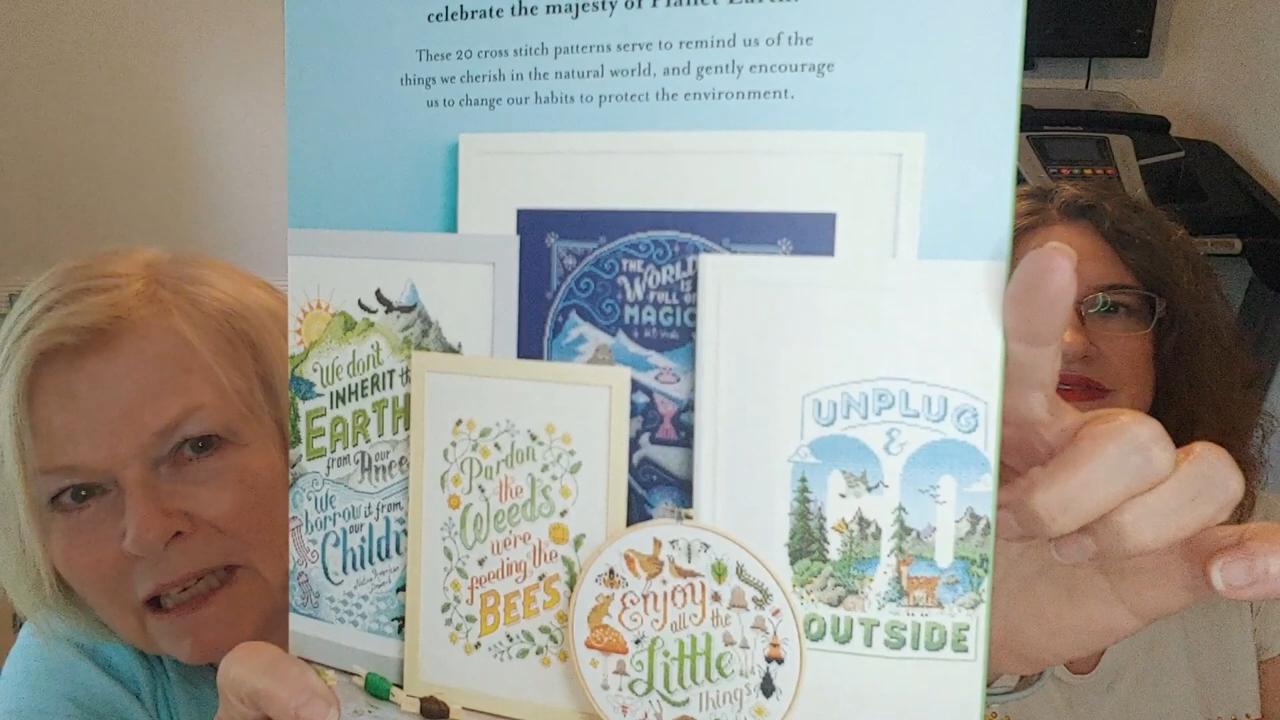 celebrate the majesty of Planet Earth.
These 20 cross stitch patterns serve to remind us of the
things we cherish in the natural world, and gently encourage
us to change our habits to protect the environment.
THE
WORLD
IS
FULL OF
MAGIC
We don't
INHERIT
EARTH
from our
We
borrow it from
our
Pardon
the
Weeds
we're
feeding the
BEES
Enjoy
all the
Little
Things
UNPLUG
&
GO
OUTSIDE